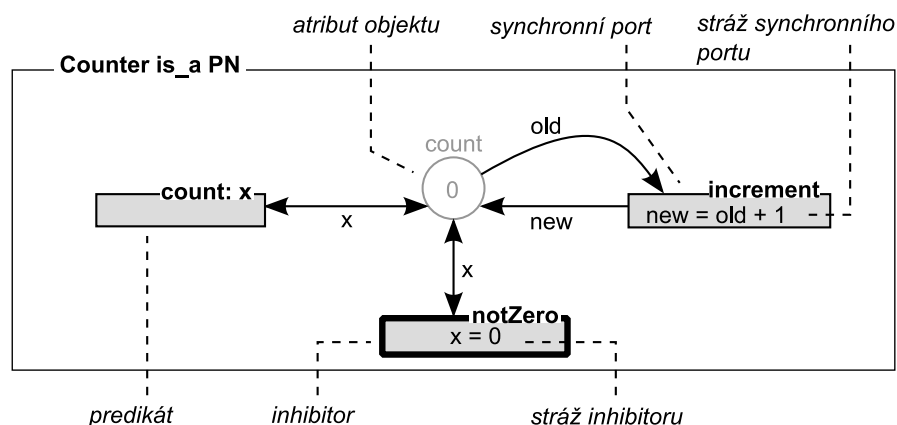 atribut objektu
synchronní port
stráž synchronního
portu
Counter is_a PN
count
old
0
count: x
increment
x
new
new = old + 1
x
notZero
x = 0
predikát
inhibitor
stráž inhibitoru